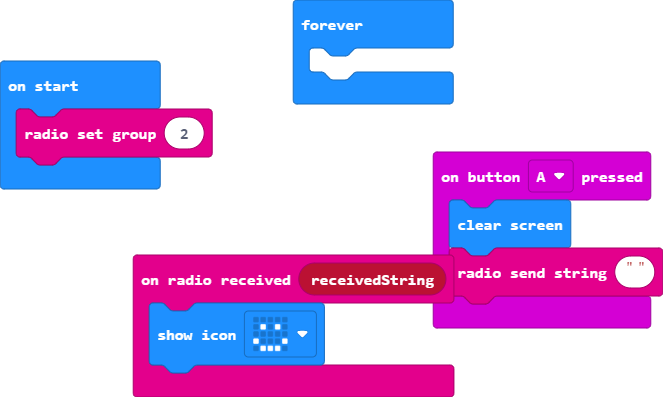 forever
on start
radio set group 2
on button A pressed
clear screen
radio send string " "
on radio received receivedString
show icon